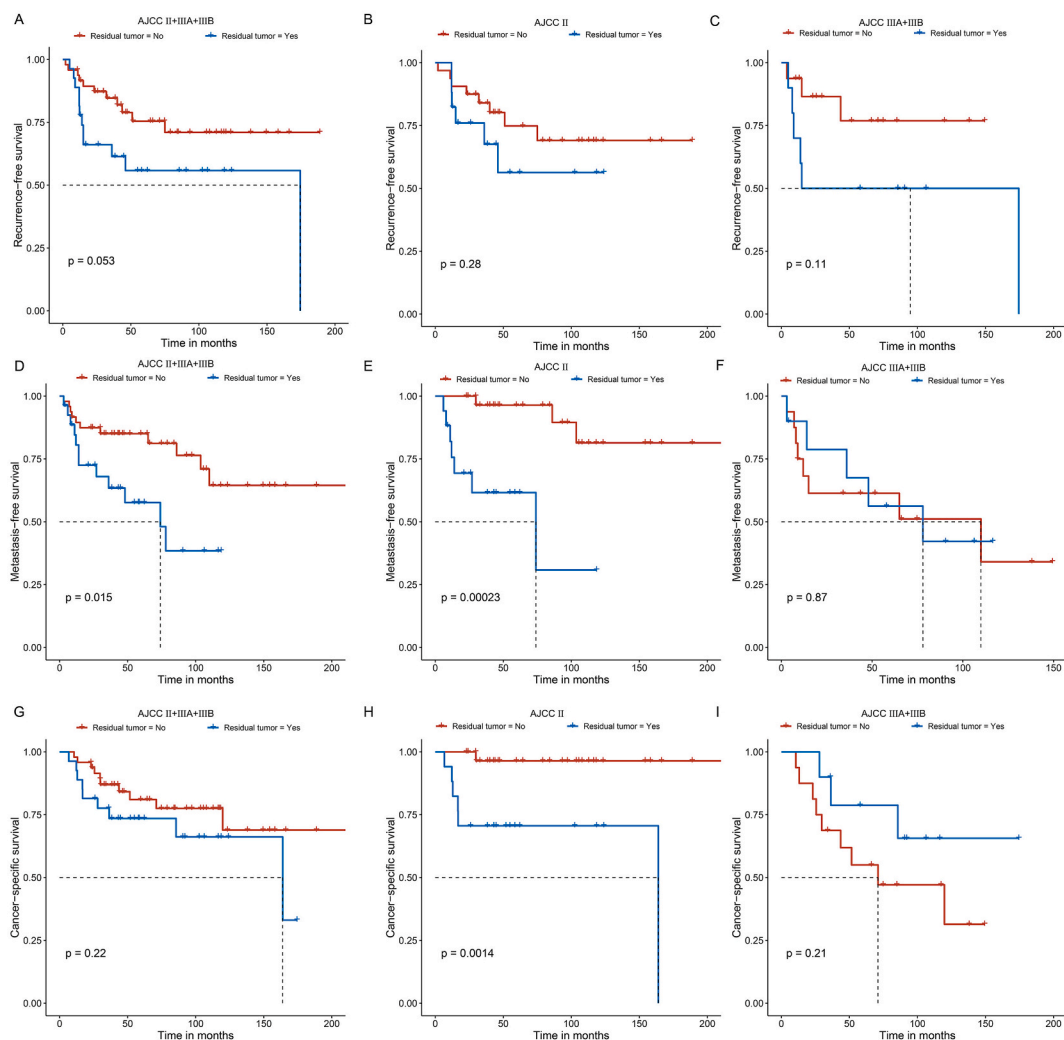 A
AJCC II+IIIA+IIIB
Residual tumor = No Residual tumor = Yes
Recurrence-free survival
1.00
0.75
0.50
0.25
0.00
p = 0.053
0 50 100 150 200
Time in months
B
AJCC II
Residual tumor = No Residual tumor = Yes
Recurrence-free survival
1.00
0.75
0.50
0.25
0.00
p = 0.28
0 50 100 150 200
Time in months
C
AJCC IIIA+IIIB
Residual tumor = No Residual tumor = Yes
Recurrence-free survival
1.00
0.75
0.50
0.25
0.00
p = 0.11
0 50 100 150 200
Time in months
D
AJCC II+IIIA+IIIB
Residual tumor = No Residual tumor = Yes
Metastasis-free survival
1.00
0.75
0.50
0.25
0.00
p = 0.015
0 50 100 150 200
Time in months
E
AJCC II
Residual tumor = No Residual tumor = Yes
Metastasis-free survival
1.00
0.75
0.50
0.25
0.00
p = 0.00023
0 50 100 150 200
Time in months
F
AJCC IIIA+IIIB
Residual tumor = No Residual tumor = Yes
Metastasis-free survival
1.00
0.75
0.50
0.25
0.00
p = 0.87
0 50 100 150
Time in months
G
AJCC II+IIIA+IIIB
Residual tumor = No Residual tumor = Yes
Cancer-specific survival
1.00
0.75
0.50
0.25
0.00
p = 0.22
0 50 100 150 200
Time in months
H
AJCC II
Residual tumor = No Residual tumor = Yes
Cancer-specific survival
1.00
0.75
0.50
0.25
0.00
p = 0.0014
0 50 100 150 200
Time in months
I
AJCC IIIA+IIIB
Residual tumor = No Residual tumor = Yes
Cancer-specific survival
1.00
0.75
0.50
0.25
0.00
p = 0.21
0 50 100 150 200
Time in months